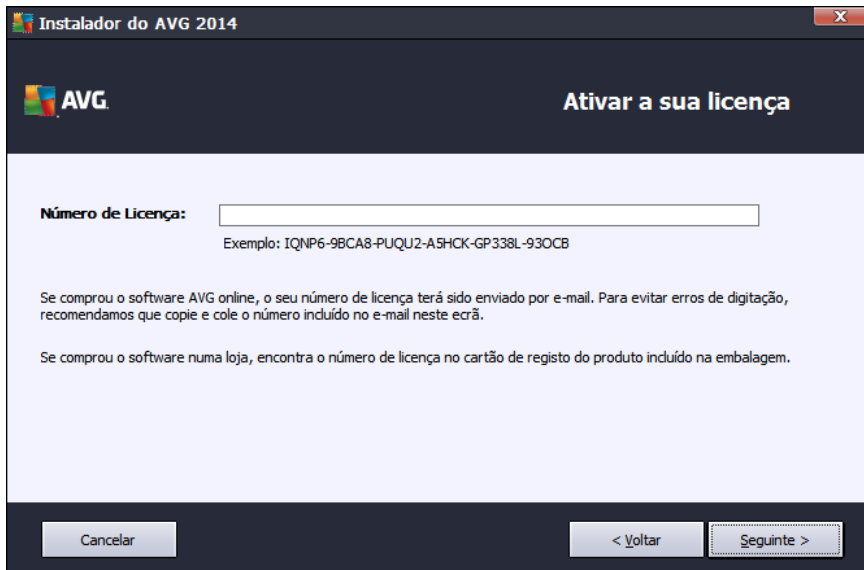 Instalador do AVG 2014
AVG.
Ativar a sua licença
Número de Licença:
Exemplo: IQNP6-9BCA8-PUQU2-A5HCK-GP338L-93OCB
Se comprou o software AVG online, o seu número de licença terá sido enviado por e-mail. Para evitar erros de digitação,
recomendamos que copie e cole o número incluído no e-mail neste ecrã.
Se comprou o software numa loja, encontra o número de licença no cartão de registo do produto incluído na embalagem.
Cancelar
< Voltar
Seguinte >